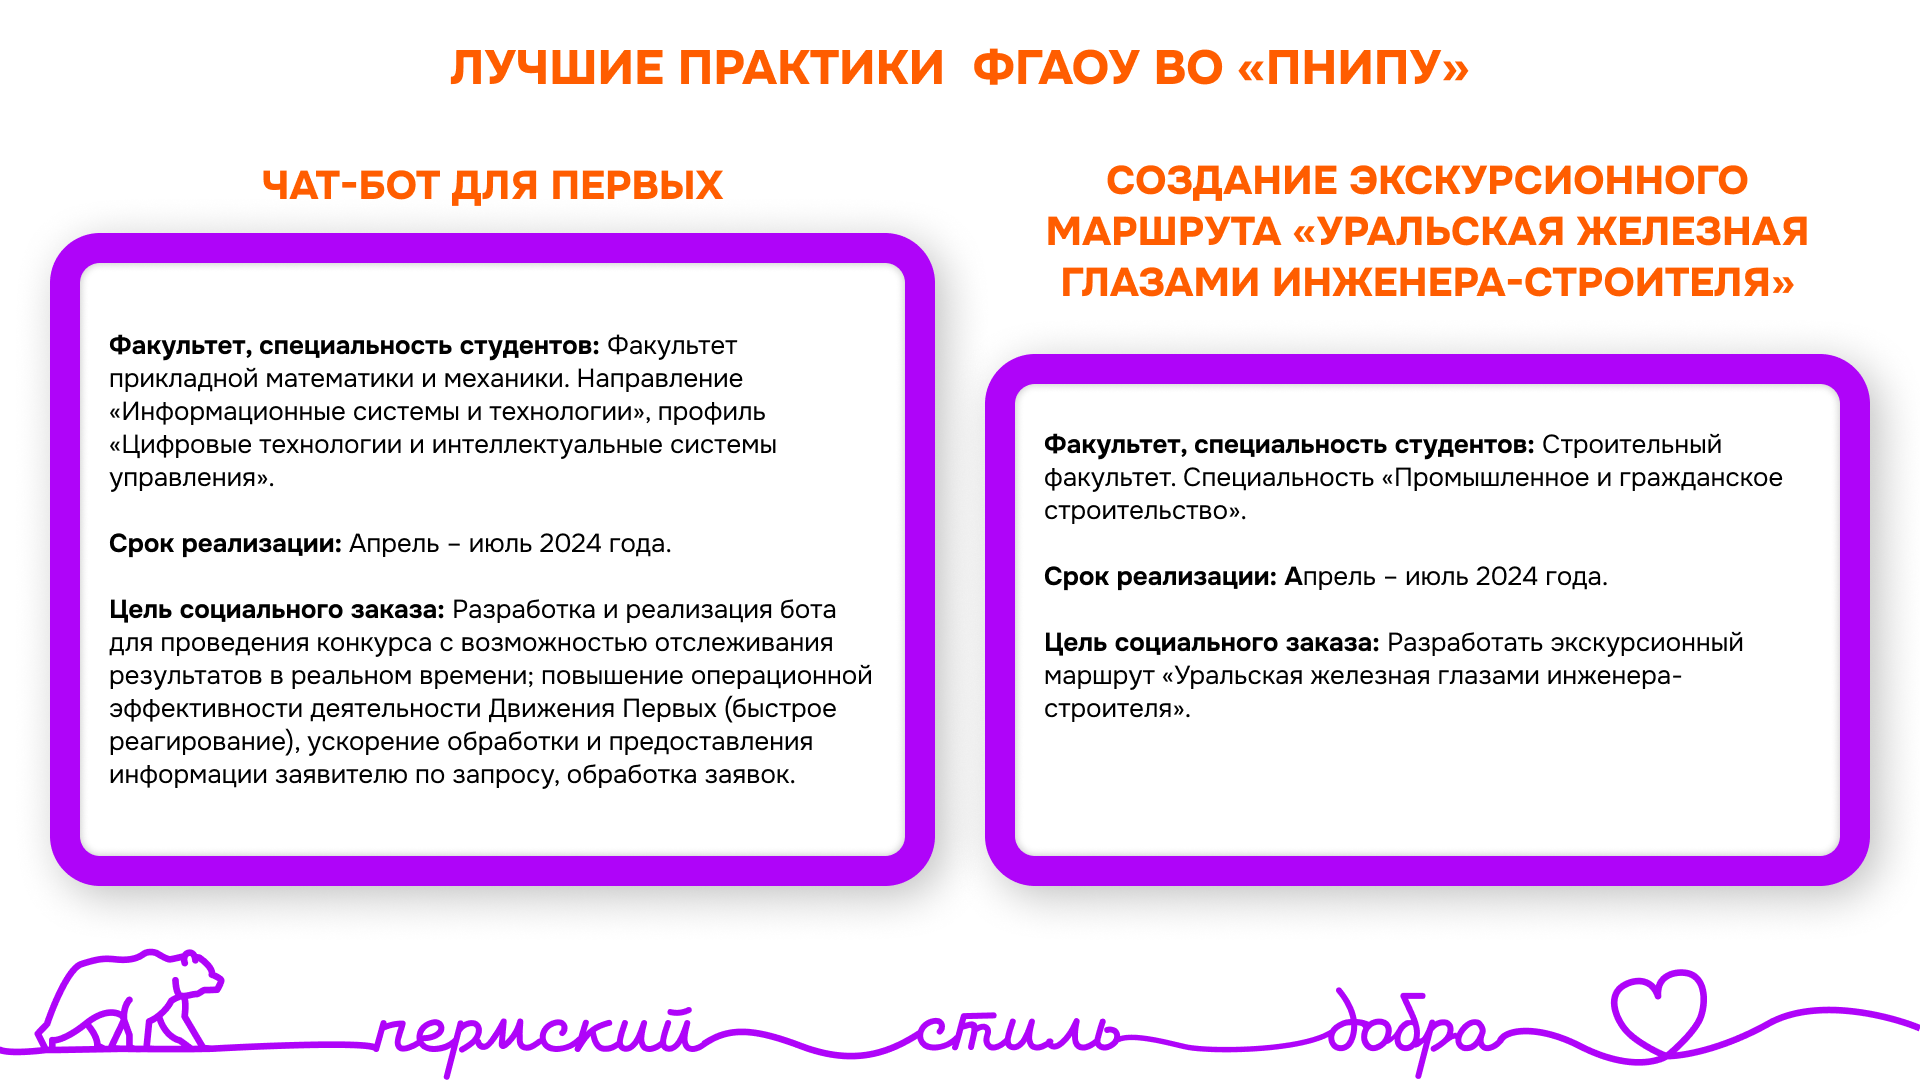 ЛУЧШИЕ ПРАКТИКИ ФГАОУ ВО «ПНИПУ»
ЧАТ-БОТ ДЛЯ ПЕРВЫХ
Факультет, специальность студентов: Факультет
прикладной математики и механики. Направление
«Информационные системы и технологии», профиль
«Цифровые технологии и интеллектуальные системы
управления».
Срок реализации: Апрель – июль 2024 года.
Цель социального заказа: Разработка и реализация бота
для проведения конкурса с возможностью отслеживания
результатов в реальном времени; повышение операционной
эффективности деятельности Движения Первых (быстрое
реагирование), ускорение обработки и предоставления
информации заявителю по запросу, обработка заявок.
СОЗДАНИЕ ЭКСКУРСИОННОГО
МАРШРУТА «УРАЛЬСКАЯ ЖЕЛЕЗНАЯ
ГЛАЗАМИ ИНЖЕНЕРА-СТРОИТЕЛЯ»
Факультет, специальность студентов: Строительный
факультет. Специальность «Промышленное и гражданское
строительство».
Срок реализации: Апрель – июль 2024 года.
Цель социального заказа: Разработать экскурсионный
маршрут «Уральская железная глазами инженера-
строителя».
пермский стиль добра